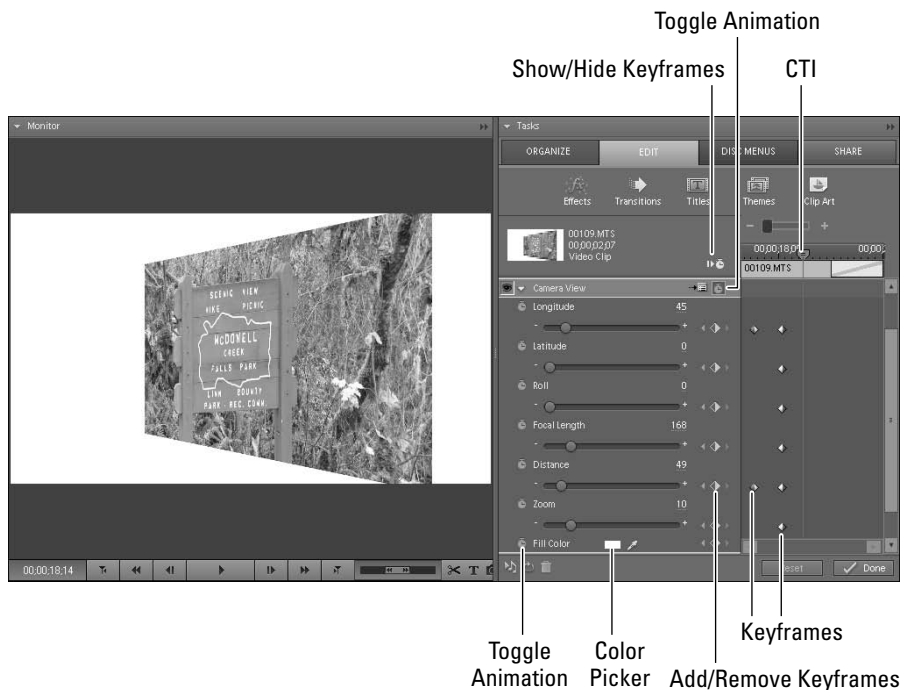 Toggle Animation
Show/Hide Keyframes
CTI
Monitor
Tasks
ORGANIZE
EDIT
DISC MENUS
SHARE
Effects
Transitions
Titles
Themes
Clip Art
00109.MTS
00;00;02;07
Video Clip
- +
00;00;18;0
00;00;
00109.MTS
Camera View
Longitude 45
- +
Latitude 0
- +
Roll 0
- +
Focal Length 168
- +
Distance 49
- +
Zoom 10
- +
Fill Color
SCENIC VIEW
HIKE PICNIC
McDOWELL
CREEK
FALLS PARK
LINN COUNTY
PARK - REC. COMM.
00;00;18;14
T
Reset
Done
Keyframes
Toggle
Animation
Color
Picker
Add/Remove Keyframes